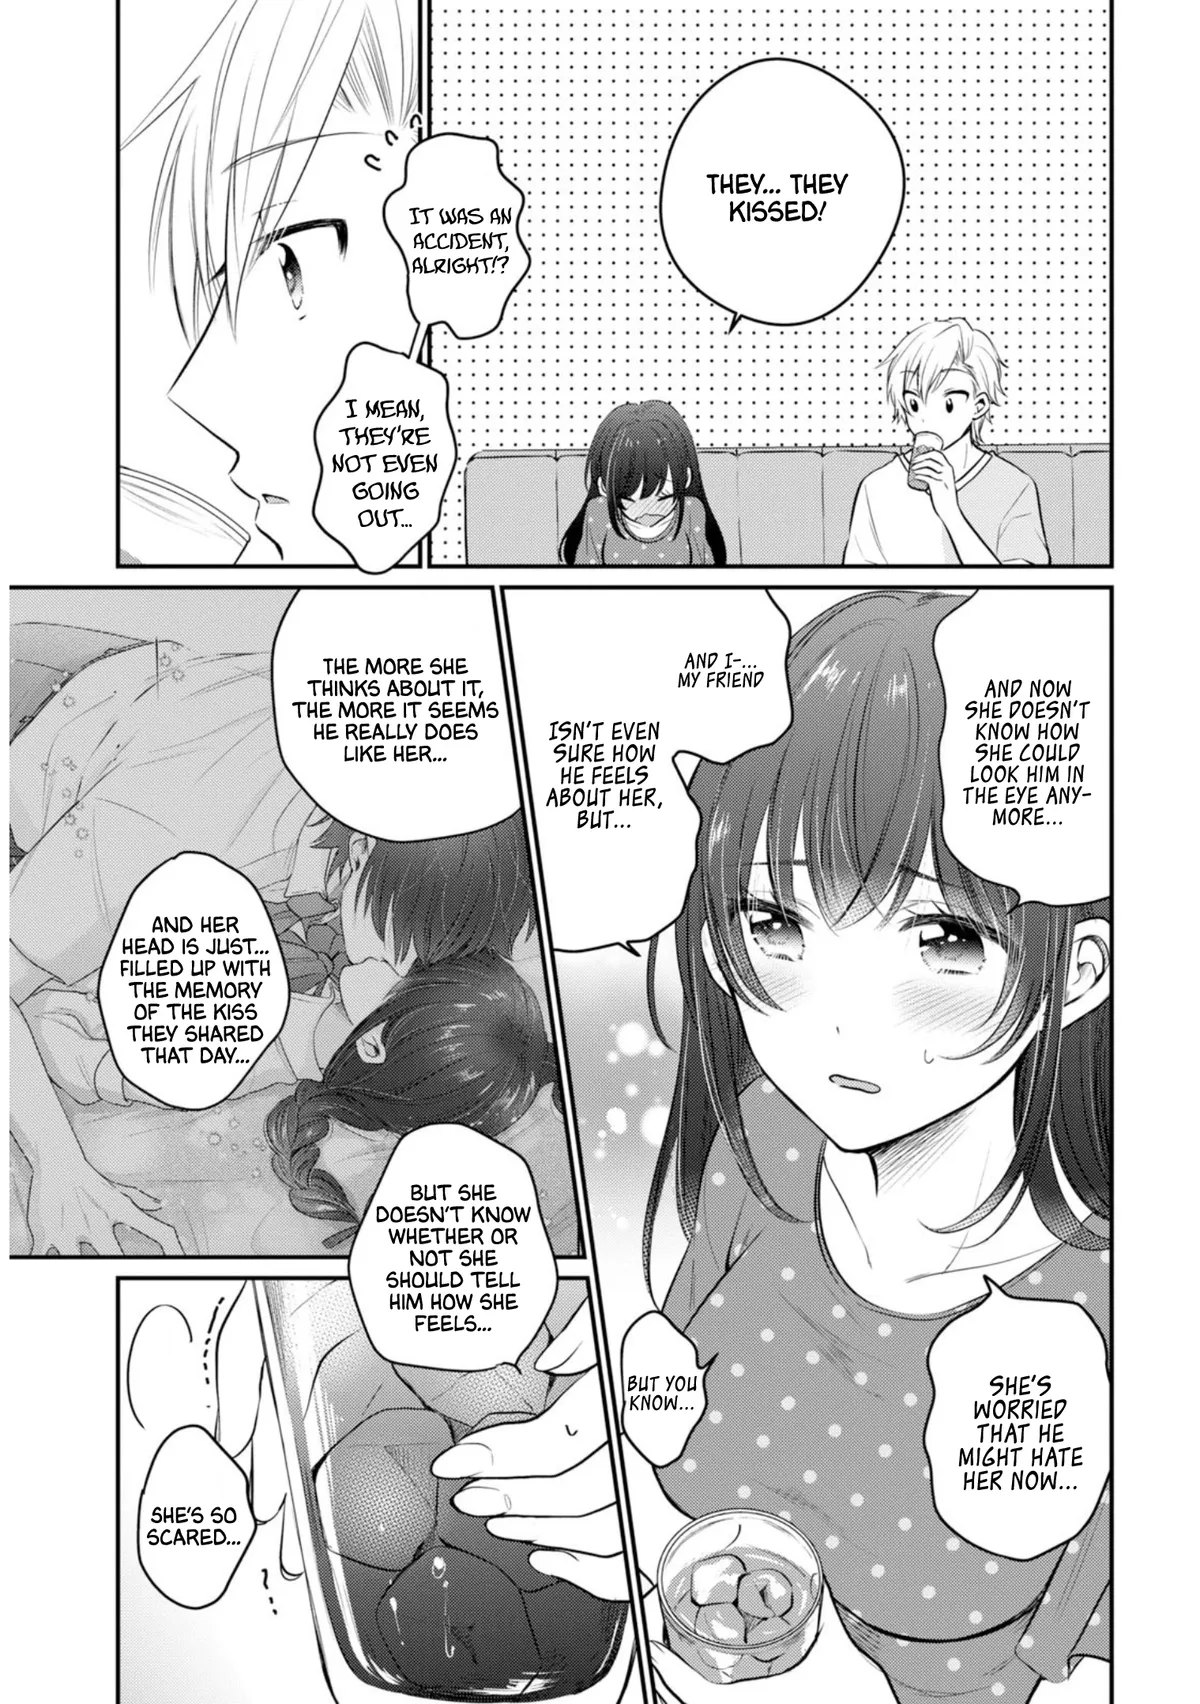 THEY... THEY
KISSED!
IT WAS AN
ACCIDENT,
ALRIGHT!?
I MEAN,
THEY'RE
NOT EVEN
GOING
OUT...
AND NOW
SHE DOESN'T
KNOW HOW
SHE COULD
LOOK HIM IN
THE EYE ANY-
MORE...
AND I-...
MY FRIEND
ISN'T EVEN
SURE HOW
HE FEELS
ABOUT HER,
BUT...
SHE'S
WORRIED
THAT HE
MIGHT HATE
HER NOW...
BUT YOU
KNOW...
THE MORE SHE
THINKS ABOUT IT,
THE MORE IT SEEMS
HE REALLY DOES
LIKE HER...
AND HER
HEAD IS JUST...
FILLED UP WITH
THE MEMORY
OF THE KISS
THEY SHARED
THAT DAY...
BUT SHE
DOESN'T KNOW
WHETHER OR
NOT SHE
SHOULD TELL
HIM HOW SHE
FEELS...
SHE'S SO
SCARED...